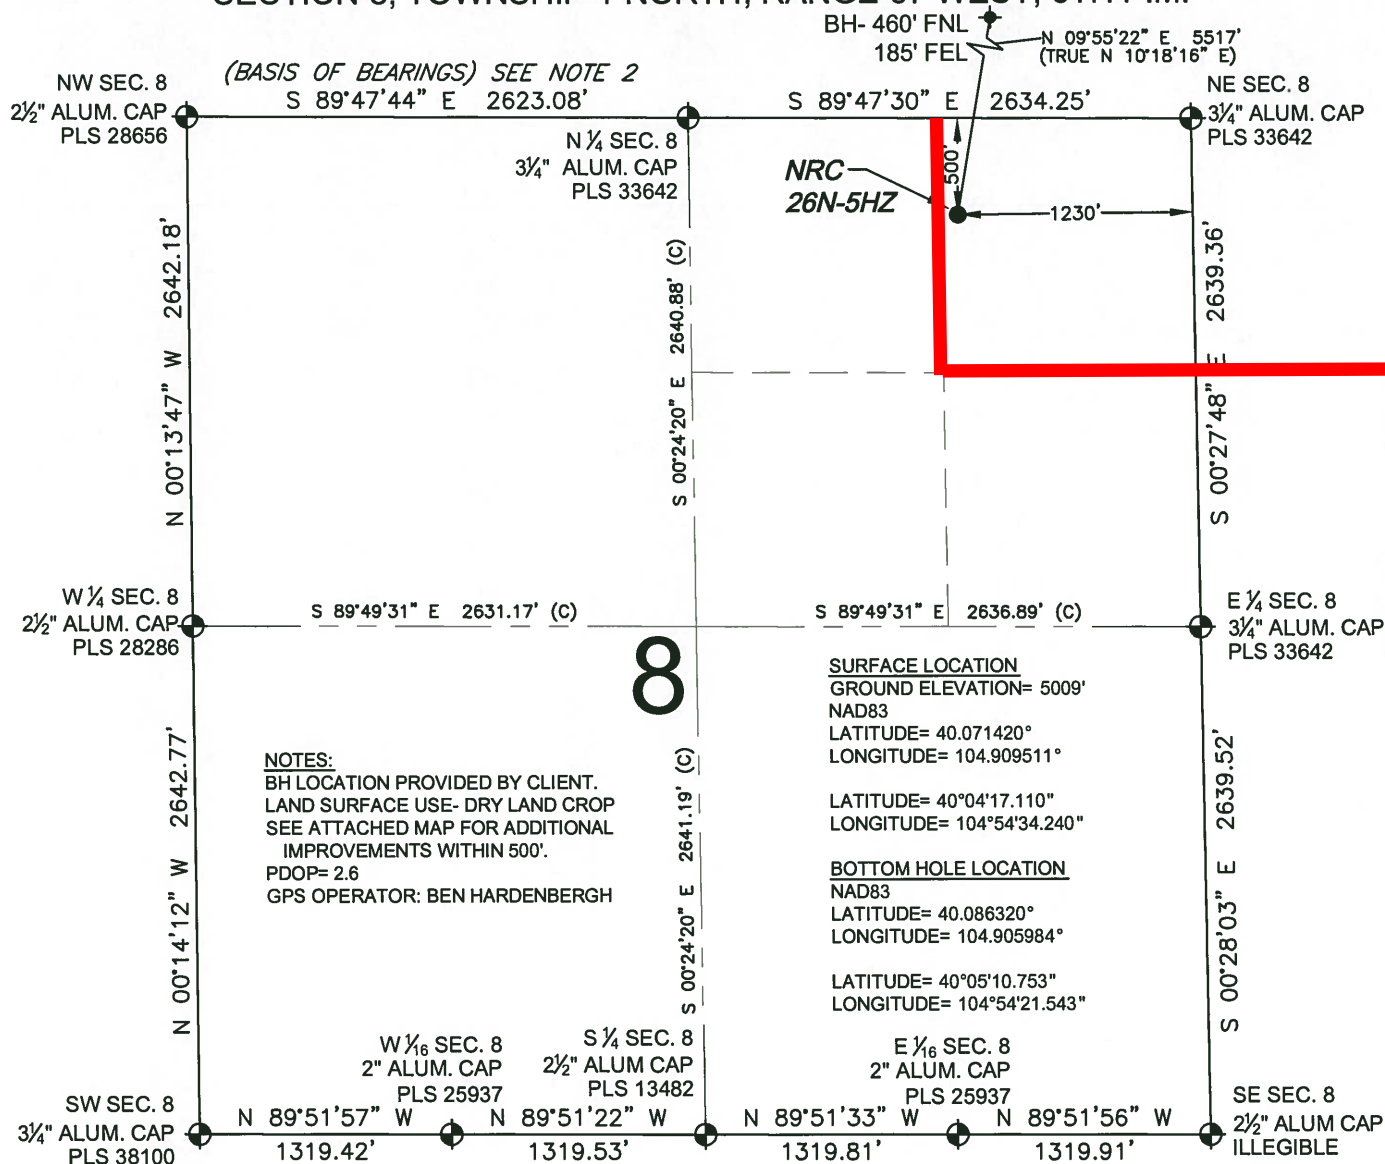 BH- 460' FNL
185' FEL
N 09°55'22" E 5517'
(TRUE N 10°18'16" E)
(BASIS OF BEARINGS) SEE NOTE 2
NW SEC. 8
2½" ALUM. CAP
PLS 28656
S 89°47'44" E 2623.08'
S 89°47'30" E 2634.25'
NE SEC. 8
3¼" ALUM. CAP
PLS 33642
N ¼ SEC. 8
3¼" ALUM. CAP
PLS 33642
NRC
26N-5HZ
500'
1230'
N 00°13'47" W 2642.18'
S 00°24'20" E 2640.88' (C)
S 00°27'48" E 2639.36'
W ¼ SEC. 8
2½" ALUM. CAP
PLS 28286
S 89°49'31" E 2631.17' (C)
S 89°49'31" E 2636.89' (C)
E ¼ SEC. 8
3¼" ALUM. CAP
PLS 33642
8
SURFACE LOCATION
GROUND ELEVATION= 5009'
NAD83
LATITUDE= 40.071420°
LONGITUDE= 104.909511°
LATITUDE= 40°04'17.110"
LONGITUDE= 104°54'34.240"
BOTTOM HOLE LOCATION
NAD83
LATITUDE= 40.086320°
LONGITUDE= 104.905984°
LATITUDE= 40°05'10.753"
LONGITUDE= 104°54'21.543"
NOTES:
BH LOCATION PROVIDED BY CLIENT.
LAND SURFACE USE- DRY LAND CROP
SEE ATTACHED MAP FOR ADDITIONAL
IMPROVEMENTS WITHIN 500'.
PDOP= 2.6
GPS OPERATOR: BEN HARDENBERGH
N 00°14'12" W 2642.77'
S 00°24'20" E 2641.19' (C)
S 00°28'03" E 2639.52'
W 1⁄16 SEC. 8
2" ALUM. CAP
PLS 25937
S ¼ SEC. 8
2½" ALUM CAP
PLS 13482
E 1⁄16 SEC. 8
2" ALUM. CAP
PLS 25937
SW SEC. 8
3¼" ALUM. CAP
PLS 38100
N 89°51'57" W
1319.42'
N 89°51'22" W
1319.53'
N 89°51'33" W
1319.81'
N 89°51'56" W
1319.91'
SE SEC. 8
2½" ALUM CAP
ILLEGIBLE